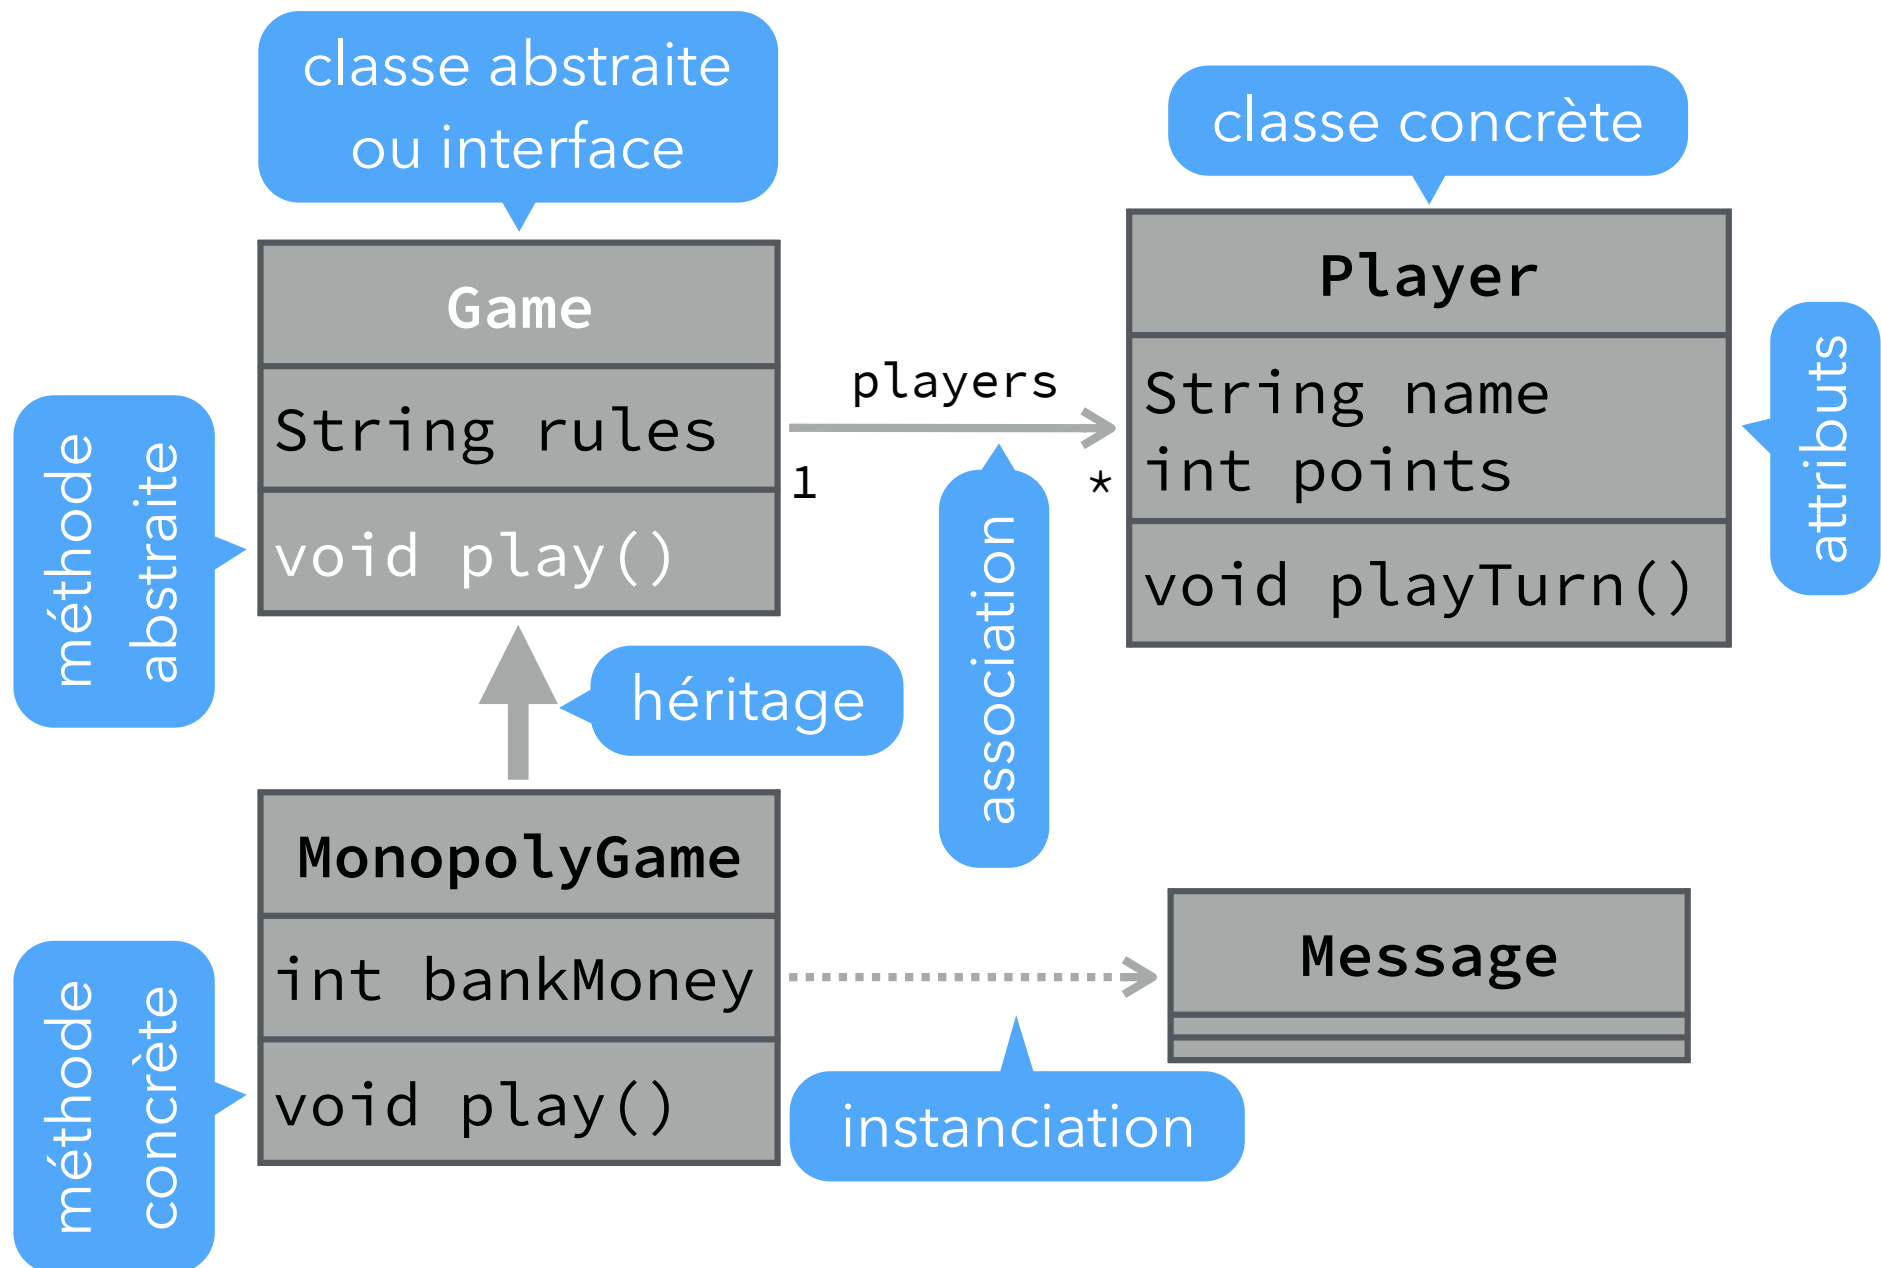 classe abstraite
ou interface
classe concrète
Game
String rules
void play()
méthode
abstraite
players
1
*
Player
String name
int points
void playTurn()
attributs
association
héritage
MonopolyGame
int bankMoney
void play()
méthode
concrète
instanciation
Message